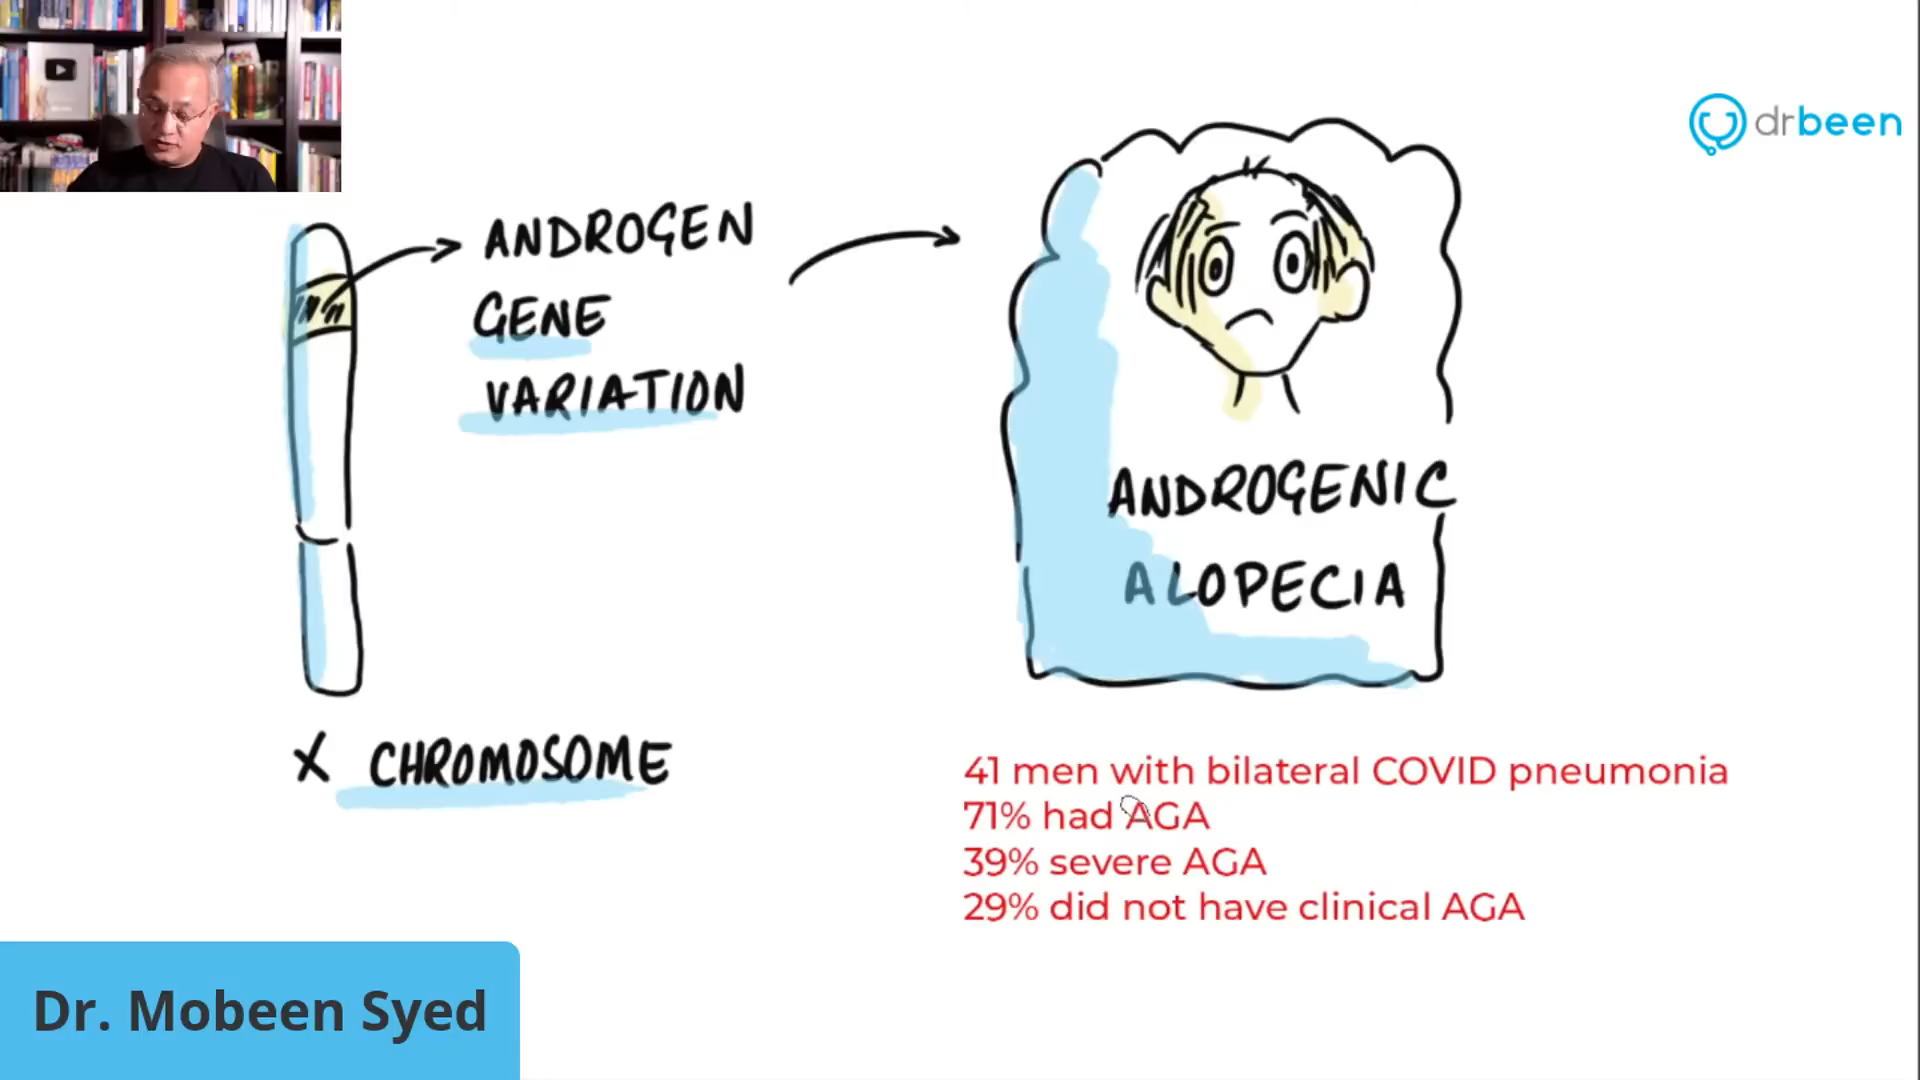 drbeen
ANDROGEN
GENE
VARIATION
ANDROGENIC
ALOPECIA
X CHROMOSOME
41 men with bilateral COVID pneumonia
71% had AGA
39% severe AGA
29% did not have clinical AGA
Dr. Mobeen Syed